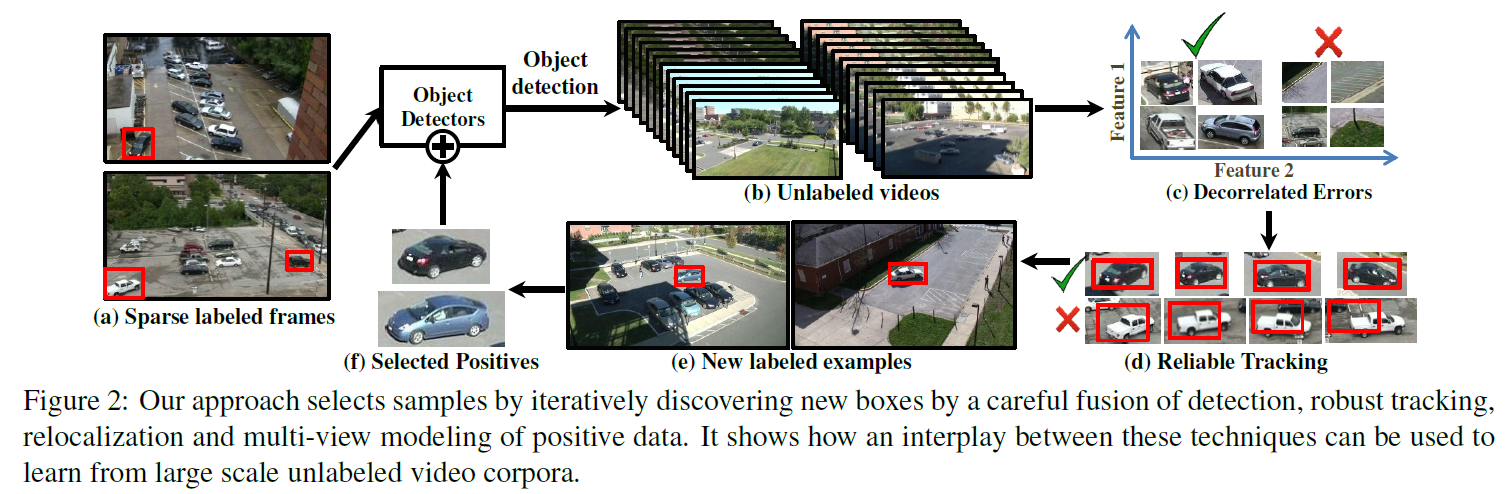 Object
Detectors
Object
detection
Feature 1
Feature 2
(a) Sparse labeled frames
(b) Unlabeled videos
(c) Decorrelated Errors
(d) Reliable Tracking
(e) New labeled examples
(f) Selected Positives
Figure 2: Our approach selects samples by iteratively discovering new boxes by a careful fusion of detection, robust tracking,
relocalization and multi-view modeling of positive data. It shows how an interplay between these techniques can be used to
learn from large scale unlabeled video corpora.